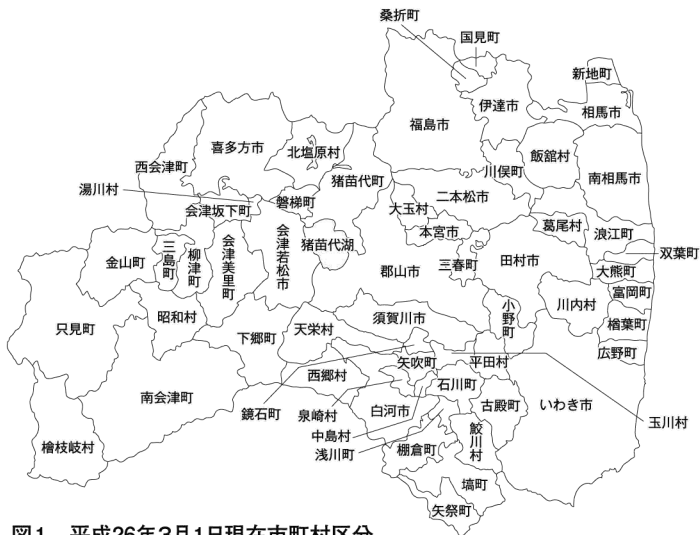 桑折町
国見町
新地町
伊達市
相馬市
福島市
喜多方市
北塩原村
飯舘村
西会津町
川俣町
猪苗代町
南相馬市
湯川村
磐梯町
二本松市
大玉村
会津坂下町
葛尾村
本宮市
浪江町
猪苗代湖
双葉町
金山町
三島町
柳津町
会津美里町
会津若松市
郡山市
三春町
田村市
大熊町
富岡町
川内村
昭和村
小野町
只見町
須賀川市
楢葉町
下郷町
天栄村
広野町
矢吹町
平田村
西郷村
石川町
南会津町
鏡石町
泉崎村
白河市
古殿町
いわき市
玉川村
中島村
鮫川村
檜枝岐村
浅川町
棚倉町
塙町
矢祭町
図1 平成26年3月1日現在市町村区分